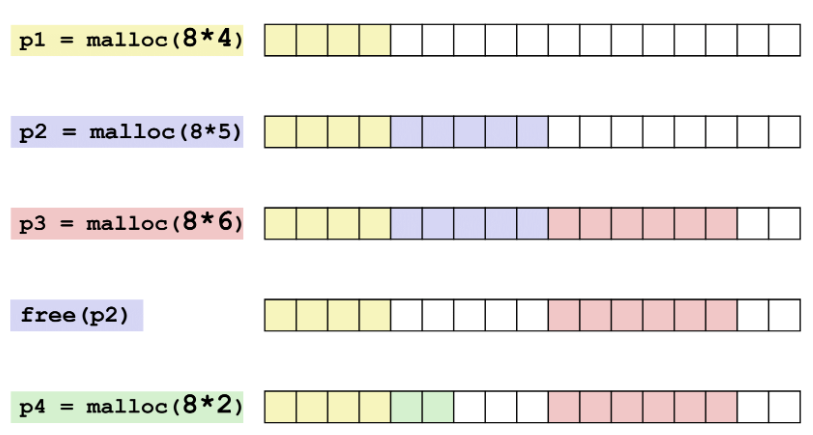 p1 = malloc(8*4)
p2 = malloc(8*5)
p3 = malloc(8*6)
free(p2)
p4 = malloc(8*2)